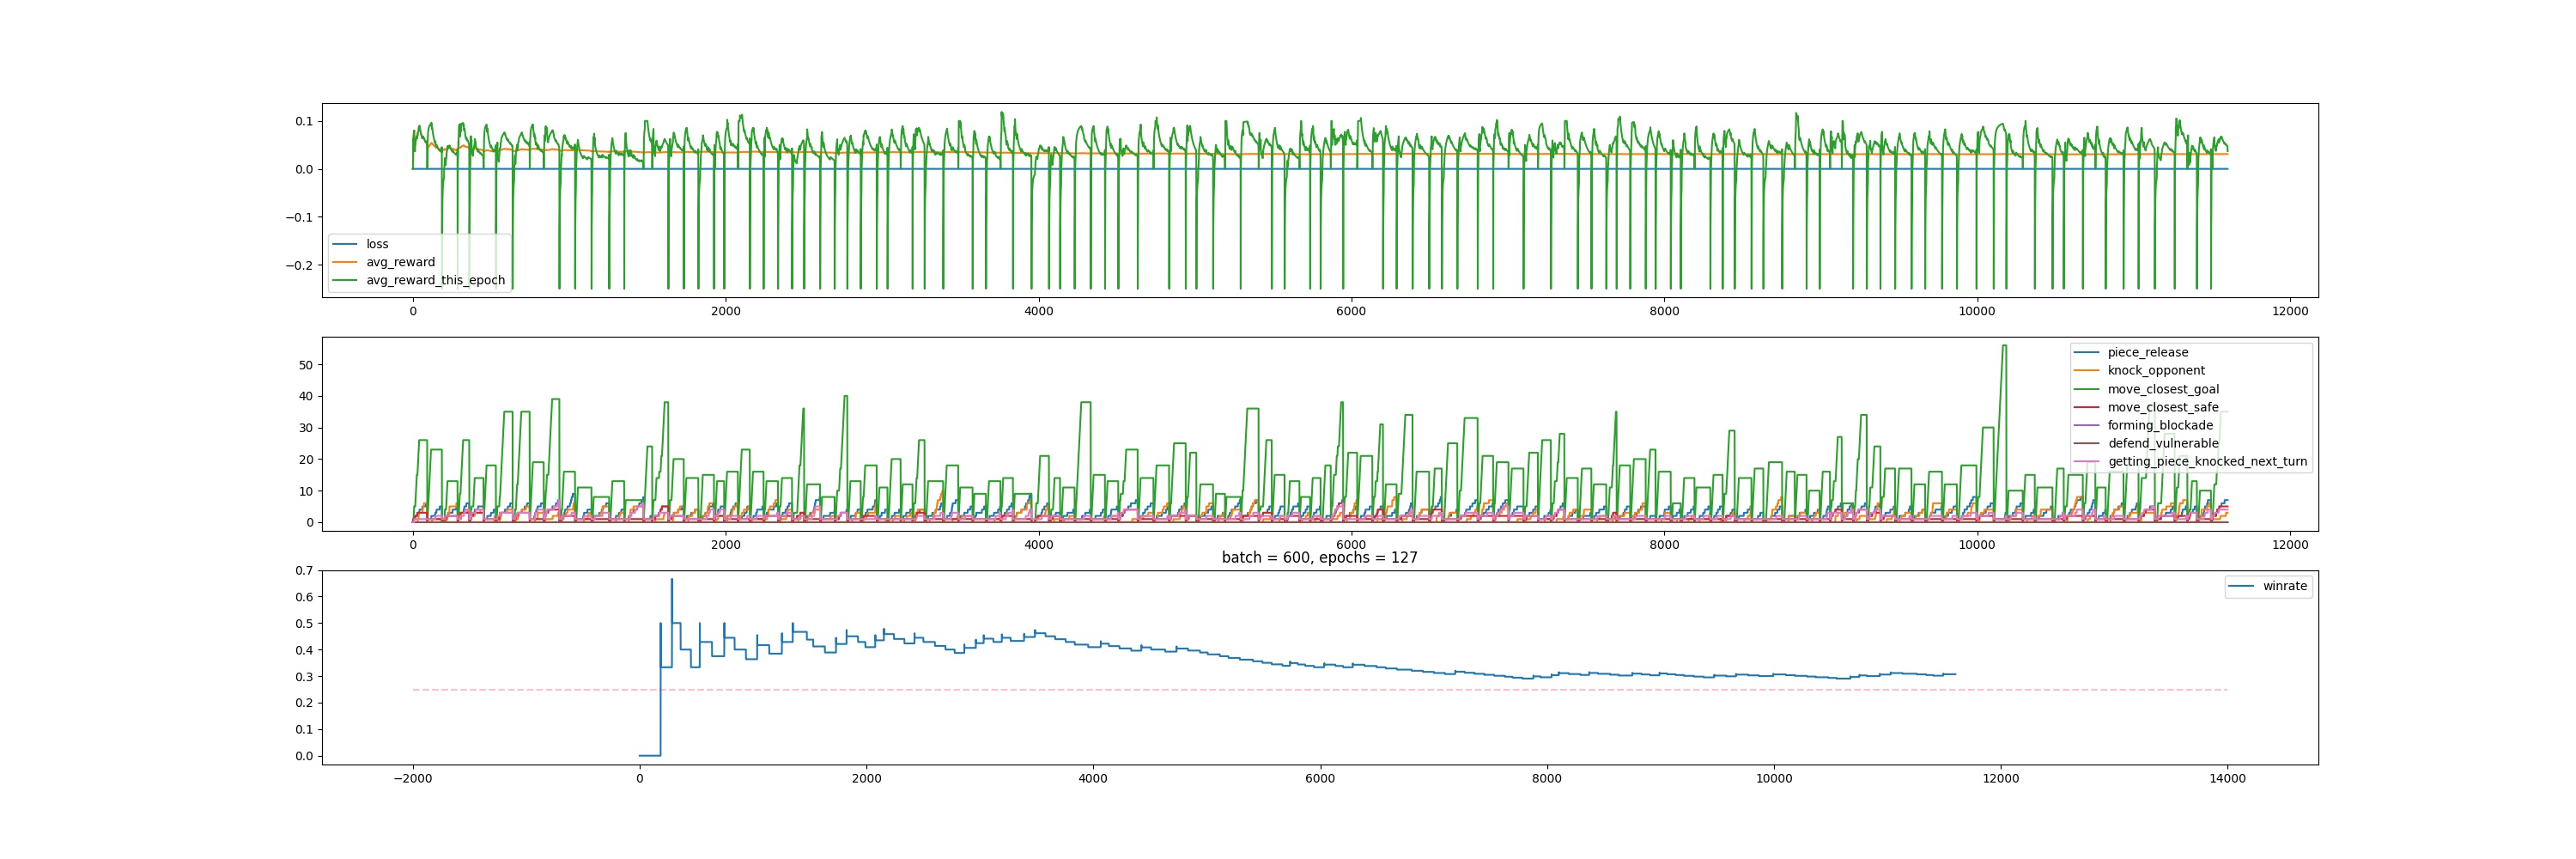 0.1
0.0
−0.1
−0.2
loss
avg_reward
avg_reward_this_epoch
0 2000 4000 6000 8000 10000 12000
50
40
30
20
10
0
piece_release
knock_opponent
move_closest_goal
move_closest_safe
forming_blockade
defend_vulnerable
getting_piece_knocked_next_turn
0 2000 4000 6000 8000 10000 12000
batch = 600, epochs = 127
0.7
0.6
0.5
0.4
0.3
0.2
0.1
0.0
winrate
−2000 0 2000 4000 6000 8000 10000 12000 14000